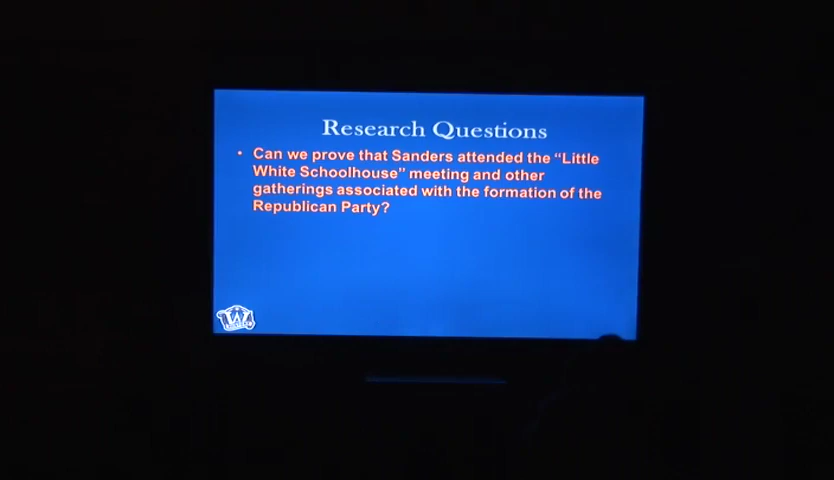 Research Questions
• Can we prove that Sanders attended the “Little
White Schoolhouse” meeting and other
gatherings associated with the formation of the
Republican Party?
W